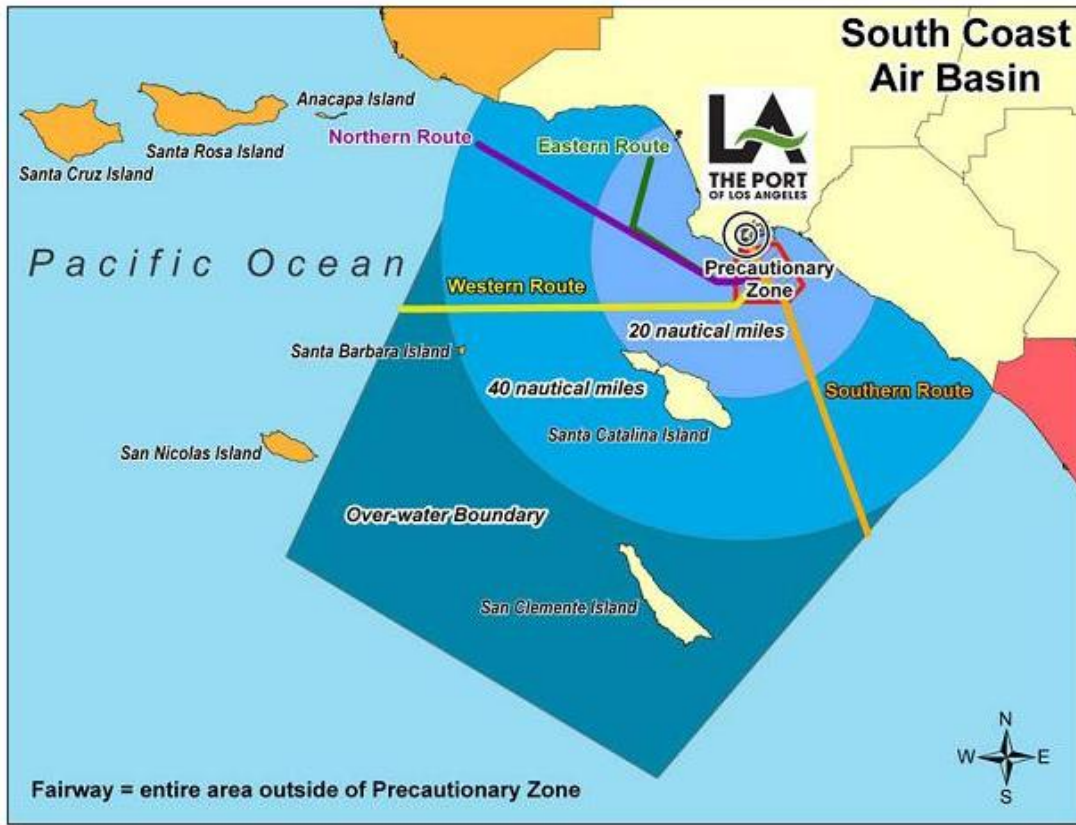 South Coast
Air Basin
Anacapa Island
Northern Route
Eastern Route
LA
THE PORT
OF LOS ANGELES
Santa Rosa Island
Santa Cruz Island
Pacific Ocean
Precautionary
Zone
Western Route
20 nautical miles
Santa Barbara Island
40 nautical miles
Southern Route
Santa Catalina Island
San Nicolas Island
Over-water Boundary
San Clemente Island
N
W E
S
Fairway = entire area outside of Precautionary Zone